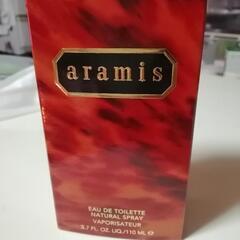 aramis
EAU DE TOILETTE
NATURAL SPRAY
VAPORISATEUR
3.7 FL. OZ. LIQ./110 ML ℮